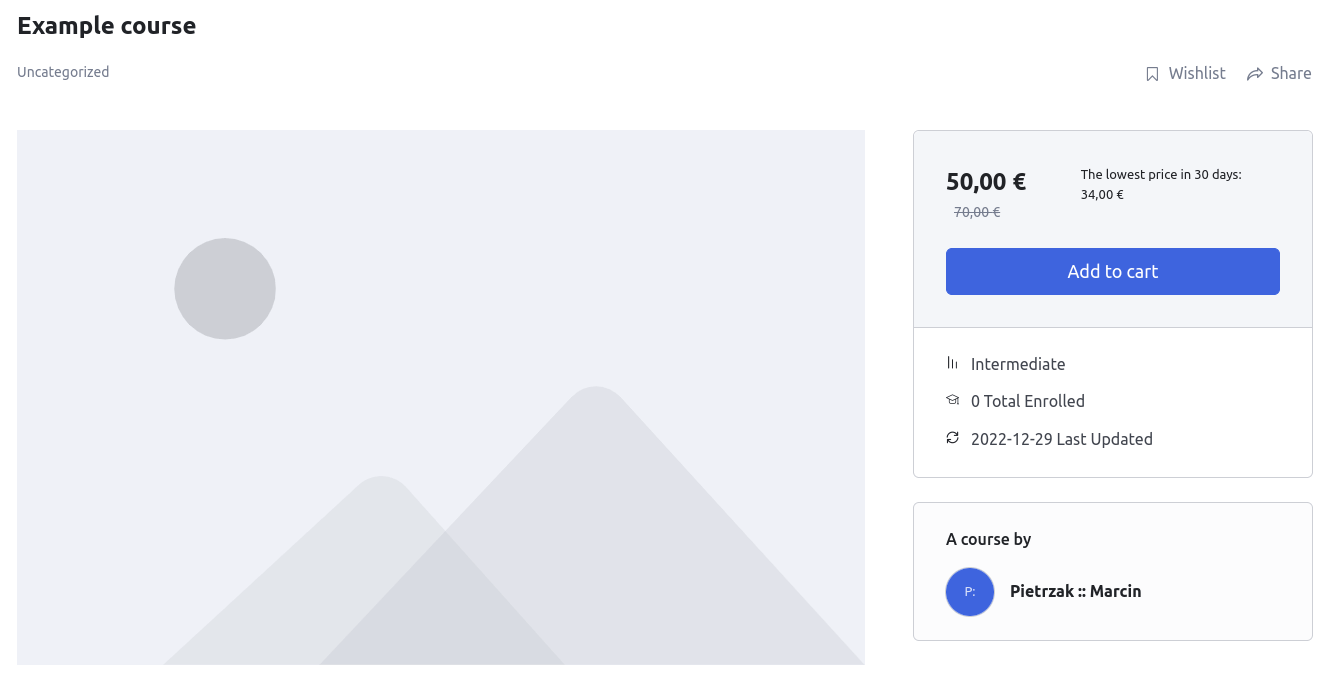 Example course
Uncategorized
Wishlist
Share
50,00 €
70,00 €
The lowest price in 30 days:
34,00 €
Add to cart
Intermediate
0 Total Enrolled
2022-12-29 Last Updated
A course by
P:
Pietrzak :: Marcin